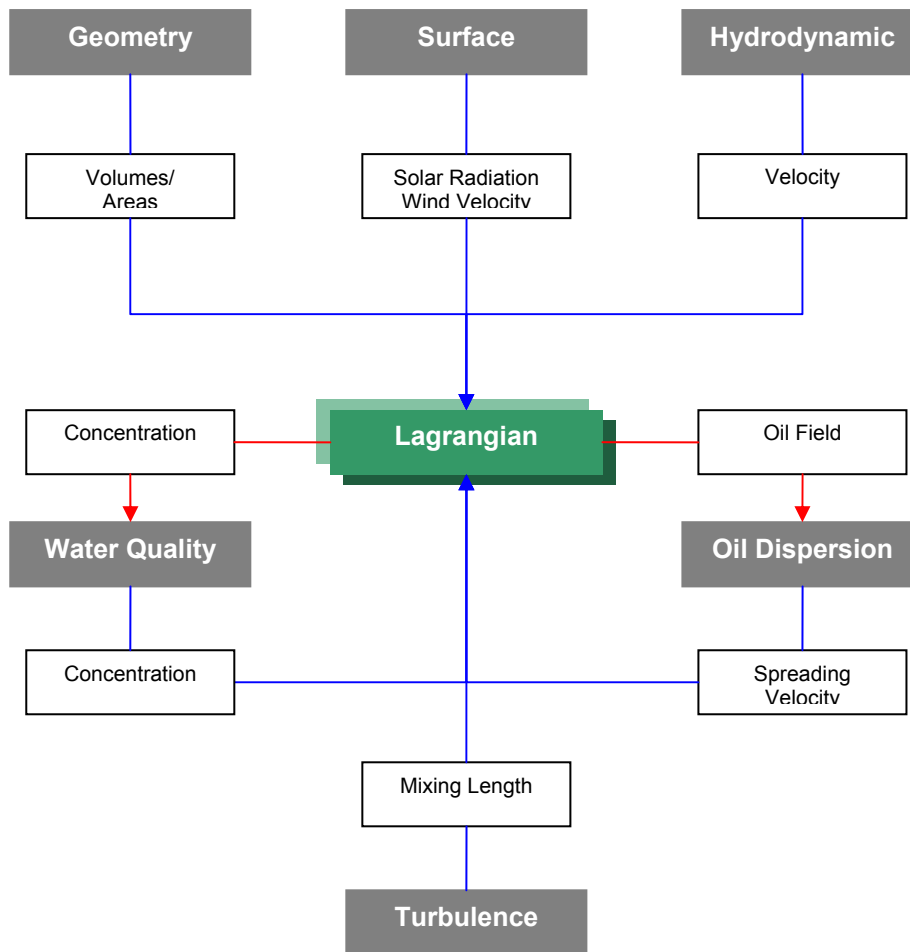 Geometry
Surface
Hydrodynamic
Volumes/
Areas
Solar Radiation
Wind Velocity
Velocity
Concentration
Lagrangian
Oil Field
Water Quality
Oil Dispersion
Concentration
Spreading
Velocity
Mixing Length
Turbulence